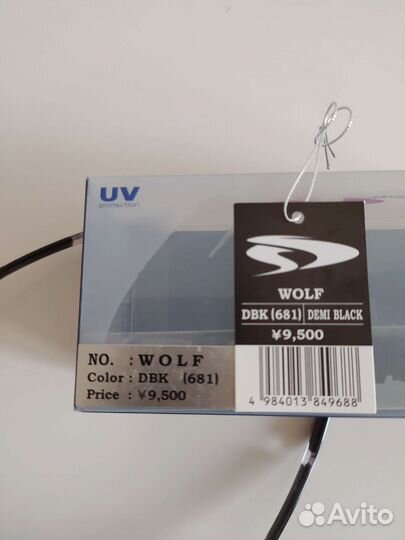 UV
protection
WOLF
DBK (681) DEMI BLACK
¥9,500
NO. : WOLF
Color : DBK (681)
Price : ¥9,500
4 984013 849688
Avito